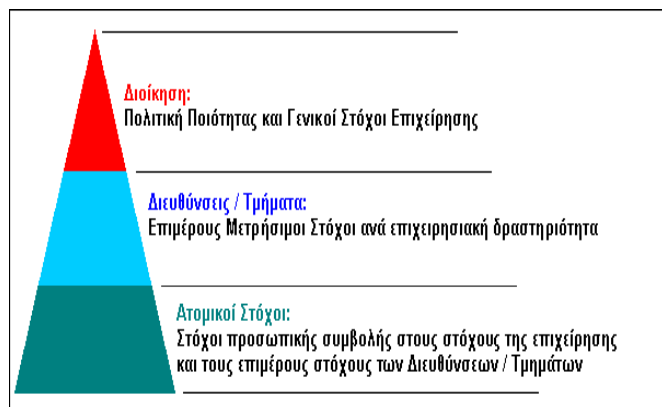 Διοίκηση:
Πολιτική Ποιότητας και Γενικοί Στόχοι Επιχείρησης
Διευθύνσεις / Τμήματα:
Επιμέρους Μετρήσιμοι Στόχοι ανά επιχειρησιακή δραστηριότητα
Ατομικοί Στόχοι:
Στόχοι προσωπικής συμβολής στους στόχους της επιχείρησης
και τους επιμέρους στόχους των Διευθύνσεων / Τμημάτων